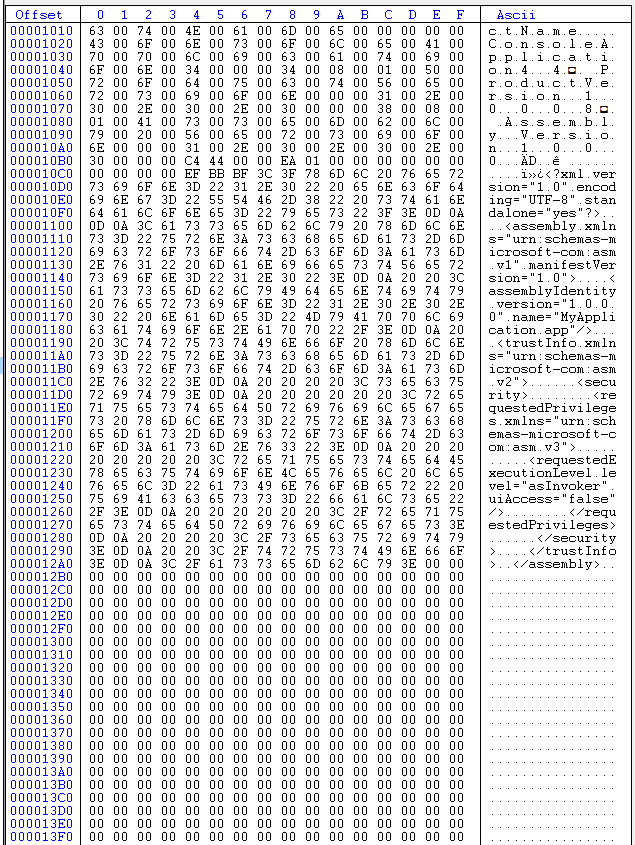 Offset 0 1 2 3 4 5 6 7 8 9 A B C D E F Ascii
00001010 63 00 74 00 4E 00 61 00 6D 00 65 00 00 00 00 00 c.t.N.a.m.e.....
00001020 43 00 6F 00 6E 00 73 00 6F 00 6C 00 65 00 41 00 C.o.n.s.o.l.e.A.
00001030 70 00 70 00 6C 00 69 00 63 00 61 00 74 00 69 00 p.p.l.i.c.a.t.i.
00001040 6F 00 6E 00 34 00 00 00 34 00 08 00 01 00 50 00 o.n.4...4.◘...P.
00001050 72 00 6F 00 64 00 75 00 63 00 74 00 56 00 65 00 r.o.d.u.c.t.V.e.
00001060 72 00 73 00 69 00 6F 00 6E 00 00 00 31 00 2E 00 r.s.i.o.n...1...
00001070 30 00 2E 00 30 00 2E 00 30 00 00 00 38 00 08 00 0...0...0...8.◘.
00001080 01 00 41 00 73 00 73 00 65 00 6D 00 62 00 6C 00 ..A.s.s.e.m.b.l.
00001090 79 00 20 00 56 00 65 00 72 00 73 00 69 00 6F 00 y...V.e.r.s.i.o.
000010A0 6E 00 00 00 31 00 2E 00 30 00 2E 00 30 00 2E 00 n...1...0...0...
000010B0 30 00 00 00 C4 44 00 00 EA 01 00 00 00 00 00 00 0...ÄD..ê.......
000010C0 00 00 00 00 EF BB BF 3C 3F 78 6D 6C 20 76 65 72 ....ï»¿<?xml.ver
000010D0 73 69 6F 6E 3D 22 31 2E 30 22 20 65 6E 63 6F 64 sion="1.0".encod
000010E0 69 6E 67 3D 22 55 54 46 2D 38 22 20 73 74 61 6E ing="UTF-8".stan
000010F0 64 61 6C 6F 6E 65 3D 22 79 65 73 22 3F 3E 0D 0A dalone="yes"?>..
00001100 0D 0A 3C 61 73 73 65 6D 62 6C 79 20 78 6D 6C 6E ..<assembly.xmln
00001110 73 3D 22 75 72 6E 3A 73 63 68 65 6D 61 73 2D 6D s="urn:schemas-m
00001120 69 63 72 6F 73 6F 66 74 2D 63 6F 6D 3A 61 73 6D icrosoft-com:asm
00001130 2E 76 31 22 20 6D 61 6E 69 66 65 73 74 56 65 72 .v1".manifestVer
00001140 73 69 6F 6E 3D 22 31 2E 30 22 3E 0D 0A 20 20 3C sion="1.0">....<
00001150 61 73 73 65 6D 62 6C 79 49 64 65 6E 74 69 74 79 assemblyIdentity
00001160 20 76 65 72 73 69 6F 6E 3D 22 31 2E 30 2E 30 2E .version="1.0.0.
00001170 30 22 20 6E 61 6D 65 3D 22 4D 79 41 70 70 6C 69 0".name="MyAppli
00001180 63 61 74 69 6F 6E 2E 61 70 70 22 2F 3E 0D 0A 20 cation.app"/>...
00001190 20 3C 74 72 75 73 74 49 6E 66 6F 20 78 6D 6C 6E .<trustInfo.xmln
000011A0 73 3D 22 75 72 6E 3A 73 63 68 65 6D 61 73 2D 6D s="urn:schemas-m
000011B0 69 63 72 6F 73 6F 66 74 2D 63 6F 6D 3A 61 73 6D icrosoft-com:asm
000011C0 2E 76 32 22 3E 0D 0A 20 20 20 20 3C 73 65 63 75 .v2">......<secu
000011D0 72 69 74 79 3E 0D 0A 20 20 20 20 20 20 3C 72 65 rity>........<re
000011E0 71 75 65 73 74 65 64 50 72 69 76 69 6C 65 67 65 questedPrivilege
000011F0 73 20 78 6D 6C 6E 73 3D 22 75 72 6E 3A 73 63 68 s.xmlns="urn:sch
00001200 65 6D 61 73 2D 6D 69 63 72 6F 73 6F 66 74 2D 63 emas-microsoft-c
00001210 6F 6D 3A 61 73 6D 2E 76 33 22 3E 0D 0A 20 20 20 om:asm.v3">.....
00001220 20 20 20 20 20 3C 72 65 71 75 65 73 74 65 64 45 .....<requestedE
00001230 78 65 63 75 74 69 6F 6E 4C 65 76 65 6C 20 6C 65 xecutionLevel.le
00001240 76 65 6C 3D 22 61 73 49 6E 76 6F 6B 65 72 22 20 vel="asInvoker".
00001250 75 69 41 63 63 65 73 73 3D 22 66 61 6C 73 65 22 uiAccess="false"
00001260 2F 3E 0D 0A 20 20 20 20 20 20 3C 2F 72 65 71 75 />........</requ
00001270 65 73 74 65 64 50 72 69 76 69 6C 65 67 65 73 3E estedPrivileges>
00001280 0D 0A 20 20 20 20 3C 2F 73 65 63 75 72 69 74 79 ......</security
00001290 3E 0D 0A 20 20 3C 2F 74 72 75 73 74 49 6E 66 6F >....</trustInfo
000012A0 3E 0D 0A 3C 2F 61 73 73 65 6D 62 6C 79 3E 00 00 >..</assembly>..
000012B0 00 00 00 00 00 00 00 00 00 00 00 00 00 00 00 00 ................
000012C0 00 00 00 00 00 00 00 00 00 00 00 00 00 00 00 00 ................
000012D0 00 00 00 00 00 00 00 00 00 00 00 00 00 00 00 00 ................
000012E0 00 00 00 00 00 00 00 00 00 00 00 00 00 00 00 00 ................
000012F0 00 00 00 00 00 00 00 00 00 00 00 00 00 00 00 00 ................
00001300 00 00 00 00 00 00 00 00 00 00 00 00 00 00 00 00 ................
00001310 00 00 00 00 00 00 00 00 00 00 00 00 00 00 00 00 ................
00001320 00 00 00 00 00 00 00 00 00 00 00 00 00 00 00 00 ................
00001330 00 00 00 00 00 00 00 00 00 00 00 00 00 00 00 00 ................
00001340 00 00 00 00 00 00 00 00 00 00 00 00 00 00 00 00 ................
00001350 00 00 00 00 00 00 00 00 00 00 00 00 00 00 00 00 ................
00001360 00 00 00 00 00 00 00 00 00 00 00 00 00 00 00 00 ................
00001370 00 00 00 00 00 00 00 00 00 00 00 00 00 00 00 00 ................
00001380 00 00 00 00 00 00 00 00 00 00 00 00 00 00 00 00 ................
00001390 00 00 00 00 00 00 00 00 00 00 00 00 00 00 00 00 ................
000013A0 00 00 00 00 00 00 00 00 00 00 00 00 00 00 00 00 ................
000013B0 00 00 00 00 00 00 00 00 00 00 00 00 00 00 00 00 ................
000013C0 00 00 00 00 00 00 00 00 00 00 00 00 00 00 00 00 ................
000013D0 00 00 00 00 00 00 00 00 00 00 00 00 00 00 00 00 ................
000013E0 00 00 00 00 00 00 00 00 00 00 00 00 00 00 00 00 ................
000013F0 00 00 00 00 00 00 00 00 00 00 00 00 00 00 00 00 ................